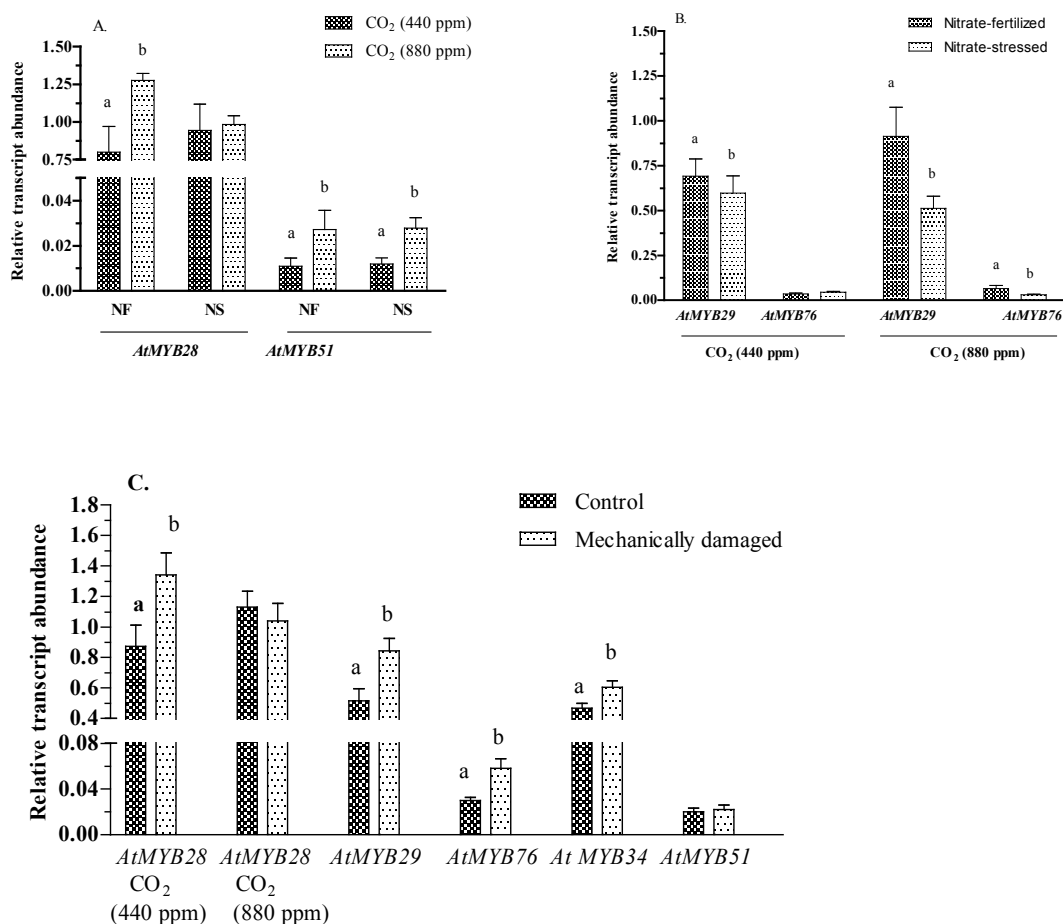 A.
CO2 (440 ppm)
CO2 (880 ppm)
Relative transcript abundance
1.50
1.25
1.00
0.75
0.04
0.02
0.00
a
b
a
b
a
b
NF
NS
NF
NS
AtMYB28
AtMYB51
B.
Nitrate-fertilized
Nitrate-stressed
Relative transcript abundance
1.50
1.25
1.00
0.75
0.50
0.25
0.00
a
b
a
b
a
b
AtMYB29
AtMYB76
AtMYB29
AtMYB76
CO2 (440 ppm)
CO2 (880 ppm)
C.
Control
Mechanically damaged
Relative transcript abundance
1.8
1.6
1.4
1.2
1.0
0.8
0.6
0.4
0.08
0.04
0.00
a
b
a
b
a
b
a
b
AtMYB28 AtMYB28 AtMYB29 AtMYB76 At MYB34 AtMYB51
CO2 CO2
(440 ppm) (880 ppm)